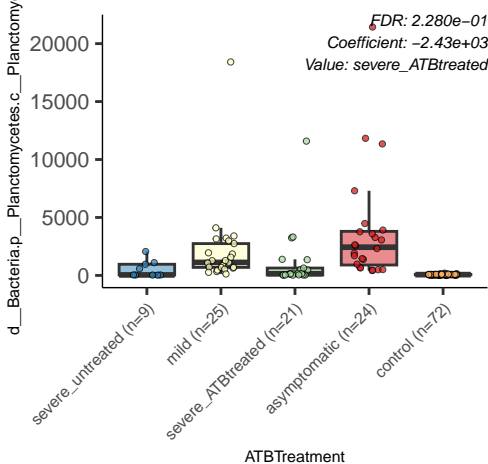 FDR: 2.280e−01
Coefficient: −2.43e+03
Value: severe_ATBtreated
d__Bacteria.p__Planctomycetes.c__Planctomy
20000
15000
10000
5000
0
severe_untreated (n=9)
mild (n=25)
severe_ATBtreated (n=21)
asymptomatic (n=24)
control (n=72)
ATBTreatment